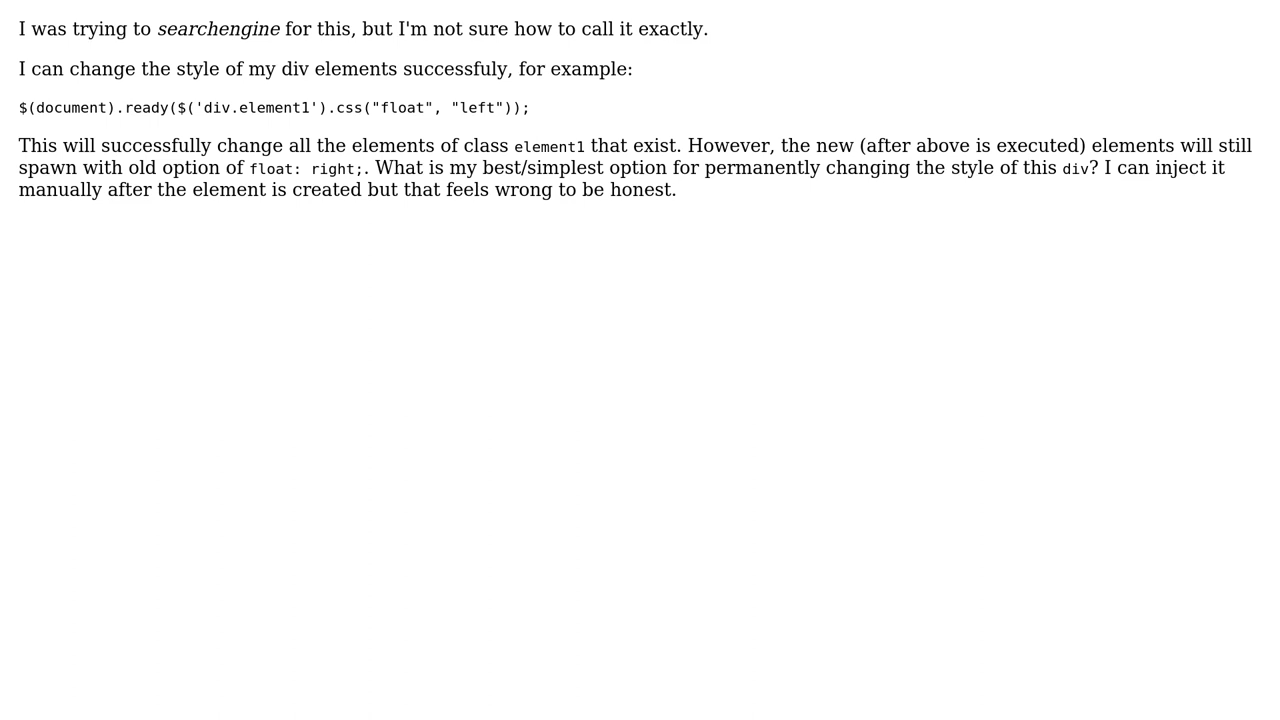 I was trying to searchengine for this, but I'm not sure how to call it exactly.
I can change the style of my div elements successfuly, for example:
$(document).ready($('div.element1').css("float", "left"));
This will successfully change all the elements of class element1 that exist. However, the new (after above is executed) elements will still
spawn with old option of float: right;. What is my best/simplest option for permanently changing the style of this div? I can inject it
manually after the element is created but that feels wrong to be honest.